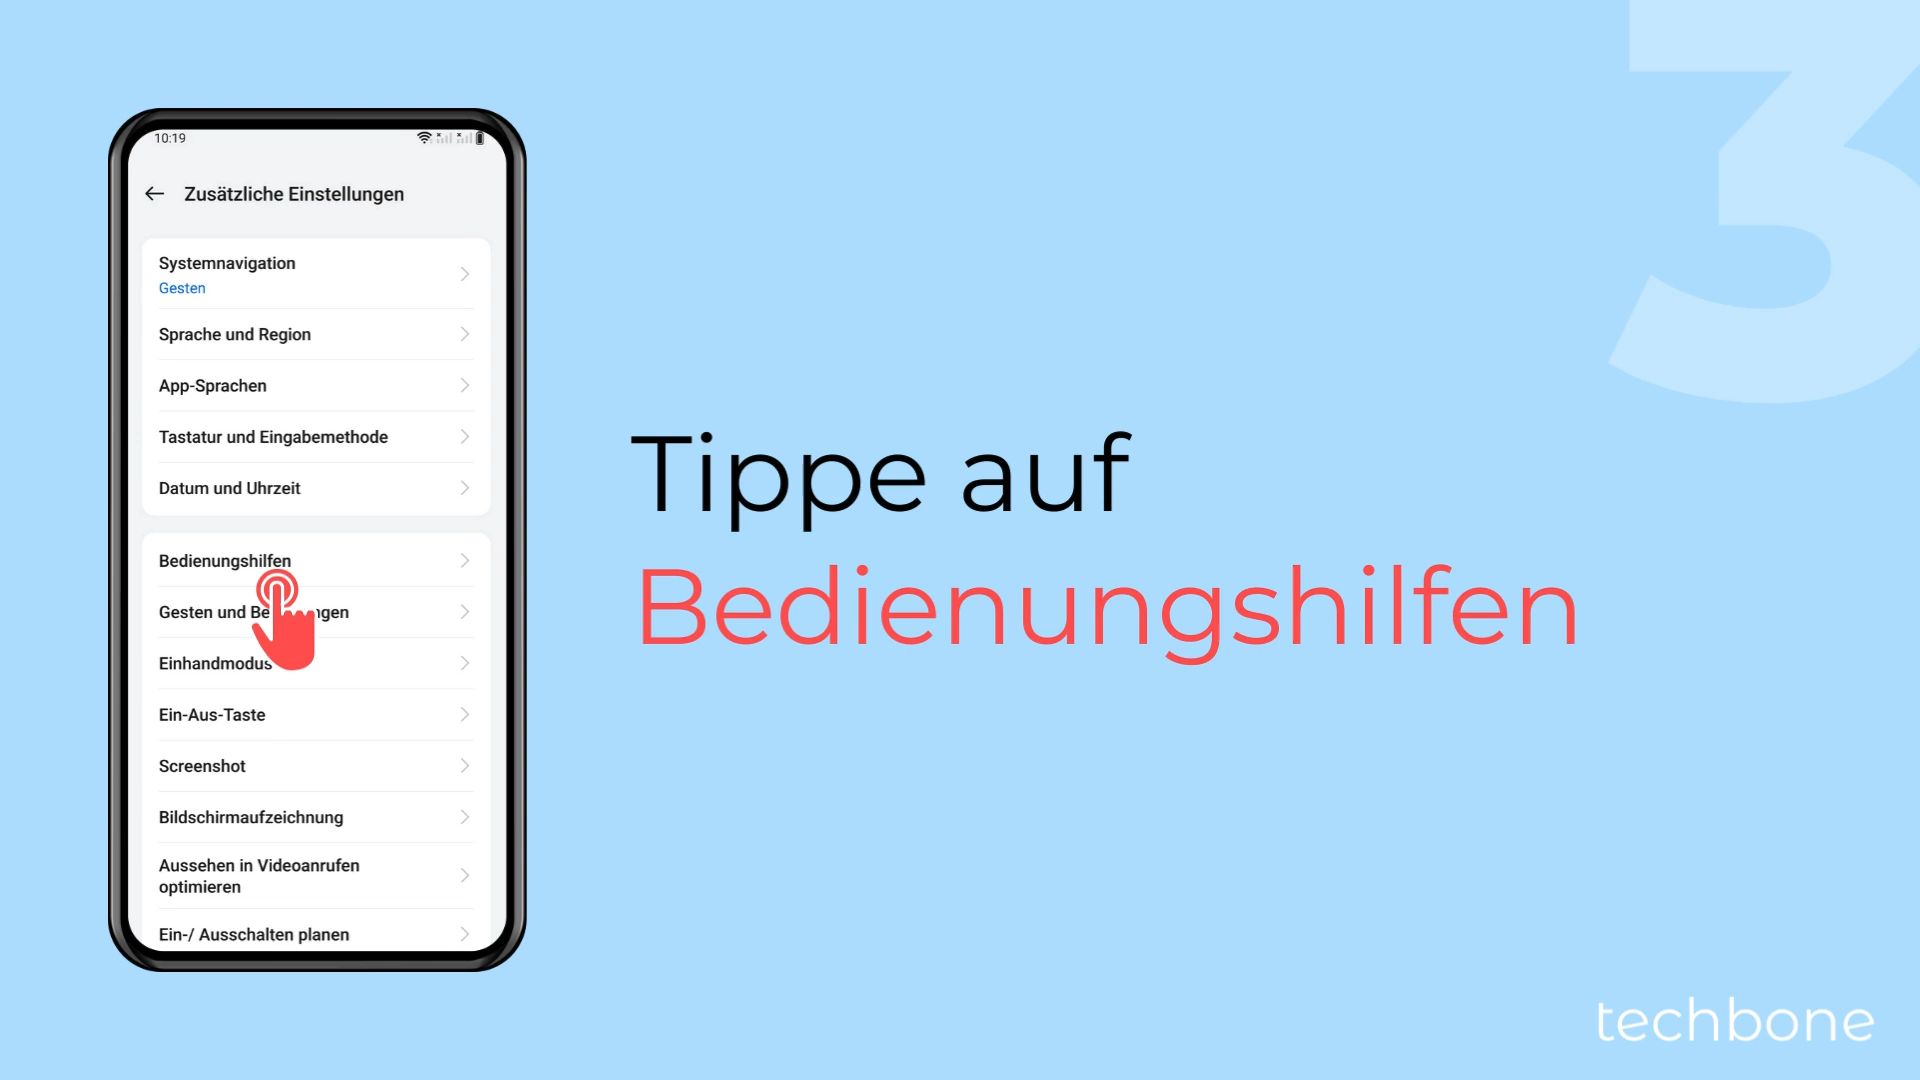 3
10:19
Zusätzliche Einstellungen
Systemnavigation
Gesten
Sprache und Region
App-Sprachen
Tastatur und Eingabemethode
Datum und Uhrzeit
Bedienungshilfen
Gesten und Be ngen
Einhandmodus
Ein-Aus-Taste
Screenshot
Bildschirmaufzeichnung
Aussehen in Videoanrufen
optimieren
Ein-/ Ausschalten planen
Tippe auf
Bedienungshilfen
techbone